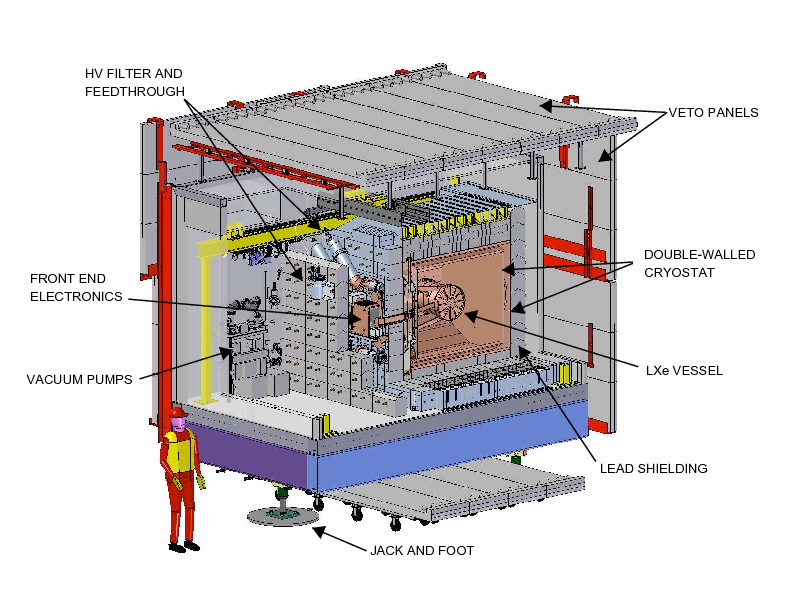 HV FILTER AND
FEEDTHROUGH
VETO PANELS
DOUBLE-WALLED
CRYOSTAT
FRONT END
ELECTRONICS
VACUUM PUMPS
LXe VESSEL
LEAD SHIELDING
JACK AND FOOT